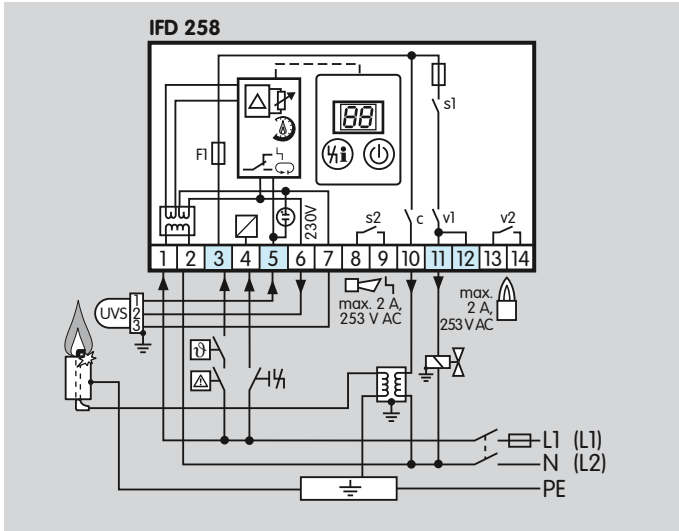 IFD 258
88
s1
F1
i
230V
s2
c
v1
v2
1 2 3 4 5 6 7 8 9 10 11 12 13 14
UVS
1
2
3
max. 2 A,
253 V AC
max.
2 A,
253 V AC
ϑ
L1 (L1)
N (L2)
PE